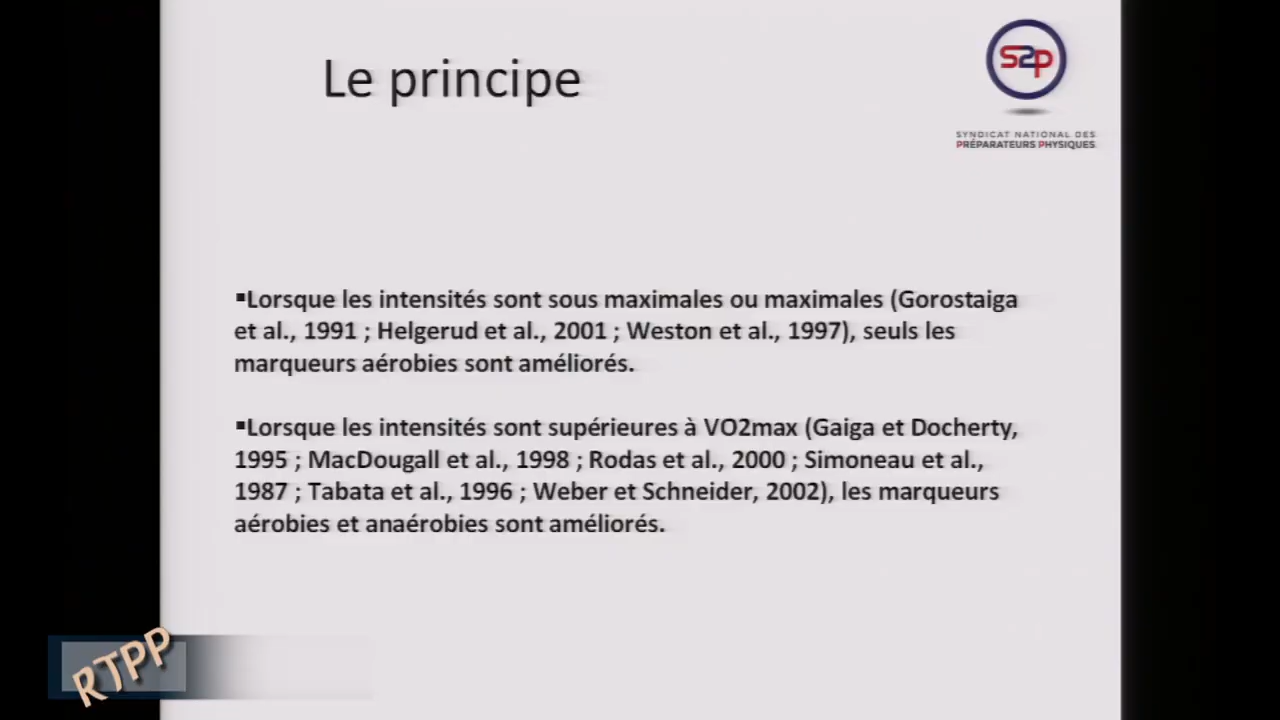 Le principe
S2P
SYNDICAT NATIONAL DES
PRÉPARATEURS PHYSIQUES
▪Lorsque les intensités sont sous maximales ou maximales (Gorostaiga
et al., 1991 ; Helgerud et al., 2001 ; Weston et al., 1997), seuls les
marqueurs aérobies sont améliorés.
▪Lorsque les intensités sont supérieures à VO2max (Gaiga et Docherty,
1995 ; MacDougall et al., 1998 ; Rodas et al., 2000 ; Simoneau et al.,
1987 ; Tabata et al., 1996 ; Weber et Schneider, 2002), les marqueurs
aérobies et anaérobies sont améliorés.
RTPP